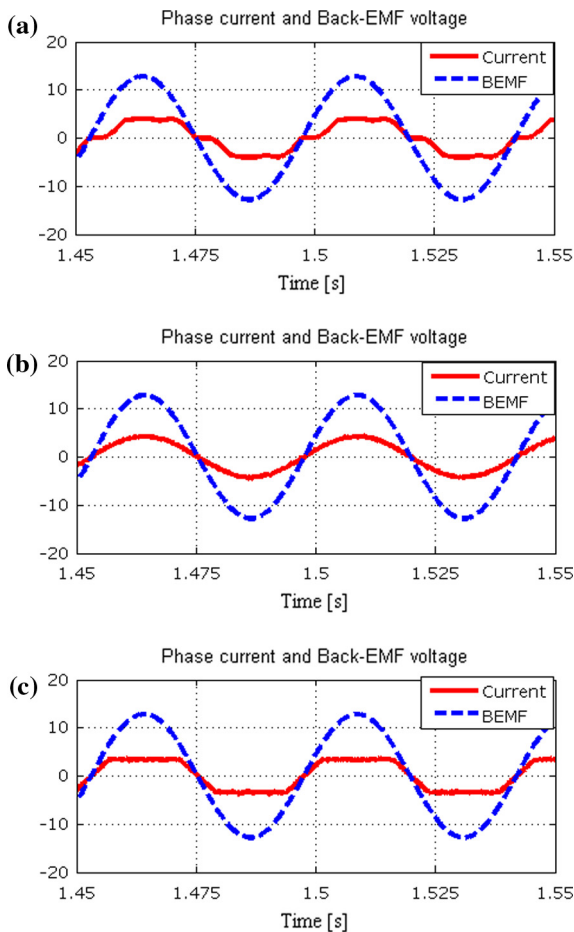 (a)
Phase current and Back-EMF voltage
20
10
0
-10
-20
Current
BEMF
1.45 1.475 1.5 1.525 1.55
Time [s]
(b)
Phase current and Back-EMF voltage
20
10
0
-10
-20
Current
BEMF
1.45 1.475 1.5 1.525 1.55
Time [s]
(c)
Phase current and Back-EMF voltage
20
10
0
-10
-20
Current
BEMF
1.45 1.475 1.5 1.525 1.55
Time [s]